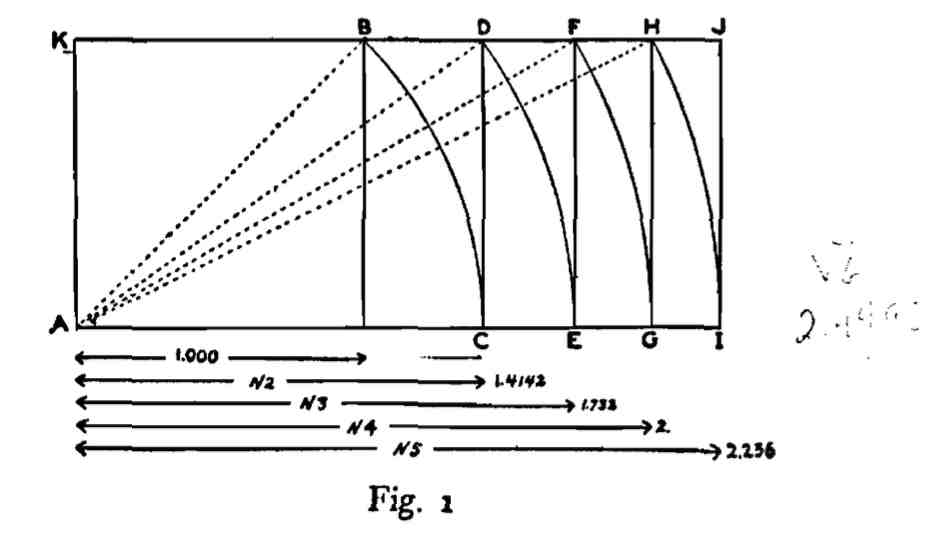 K B D F H J
A C E G I
1.000
√2 1.4142
√3 1.732
√4 2.
√5 2.236
Fig. 1